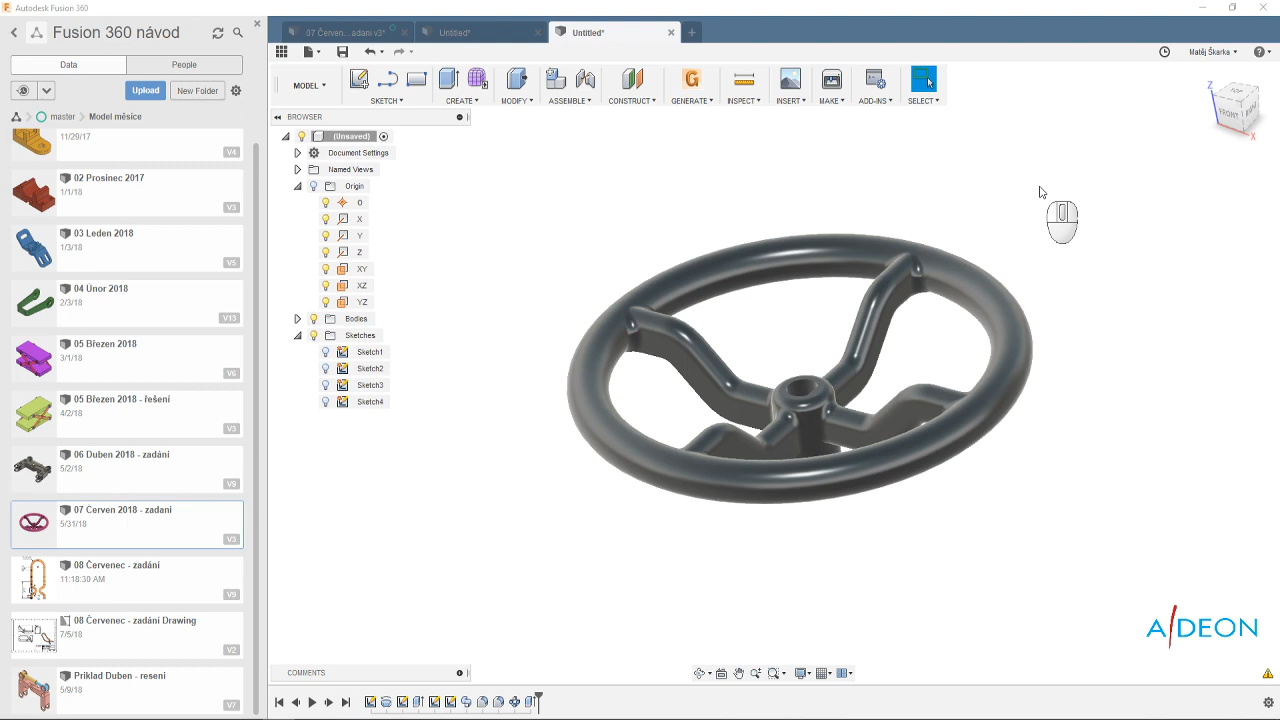 Autodesk Fusion 360
Fusion 360 návod
Data People
Upload New Folder
master > Model měsíce
11/29/17
V4
02 Prosinec 2017
1/1/18
V3
03 Leden 2018
1/3/18
V5
04 Únor 2018
2/3/18
V13
05 Březen 2018
3/1/18
V6
05 Březen 2018 - řešení
4/2/18
V3
06 Duben 2018 - zadání
5/2/18
V9
07 Červen 2018 - zadani
5/31/18
V3
08 Červenec - zadání
11:18:30 AM
V9
08 Červenec - zadání Drawing
7/5/18
V2
Priklad Duben - reseni
5/9/18
V7
07 Červen...adani v3* Untitled* Untitled*
Matěj Škarka
MODEL SKETCH CREATE MODIFY ASSEMBLE CONSTRUCT GENERATE INSPECT INSERT MAKE ADD-INS SELECT
BROWSER
(Unsaved)
Document Settings
Named Views
Origin
O
X
Y
Z
XY
XZ
YZ
Bodies
Sketches
Sketch1
Sketch2
Sketch3
Sketch4
Z
TOP
FRONT
X
A/DEON
COMMENTS